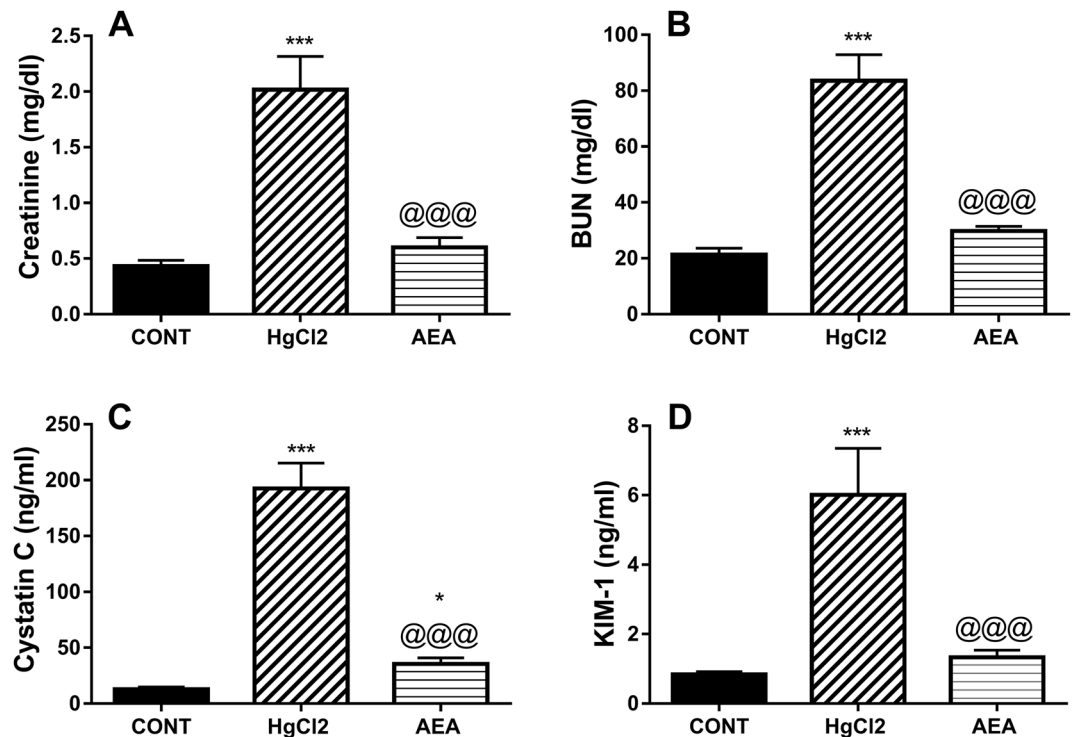 A
Creatinine (mg/dl)
2.5
2.0
1.5
1.0
0.5
0.0
***
@@@
CONT
HgCl2
AEA
B
BUN (mg/dl)
100
80
60
40
20
0
***
@@@
CONT
HgCl2
AEA
C
Cystatin C (ng/ml)
250
200
150
100
50
0
***
*
@@@
CONT
HgCl2
AEA
D
KIM-1 (ng/ml)
8
6
4
2
0
***
@@@
CONT
HgCl2
AEA